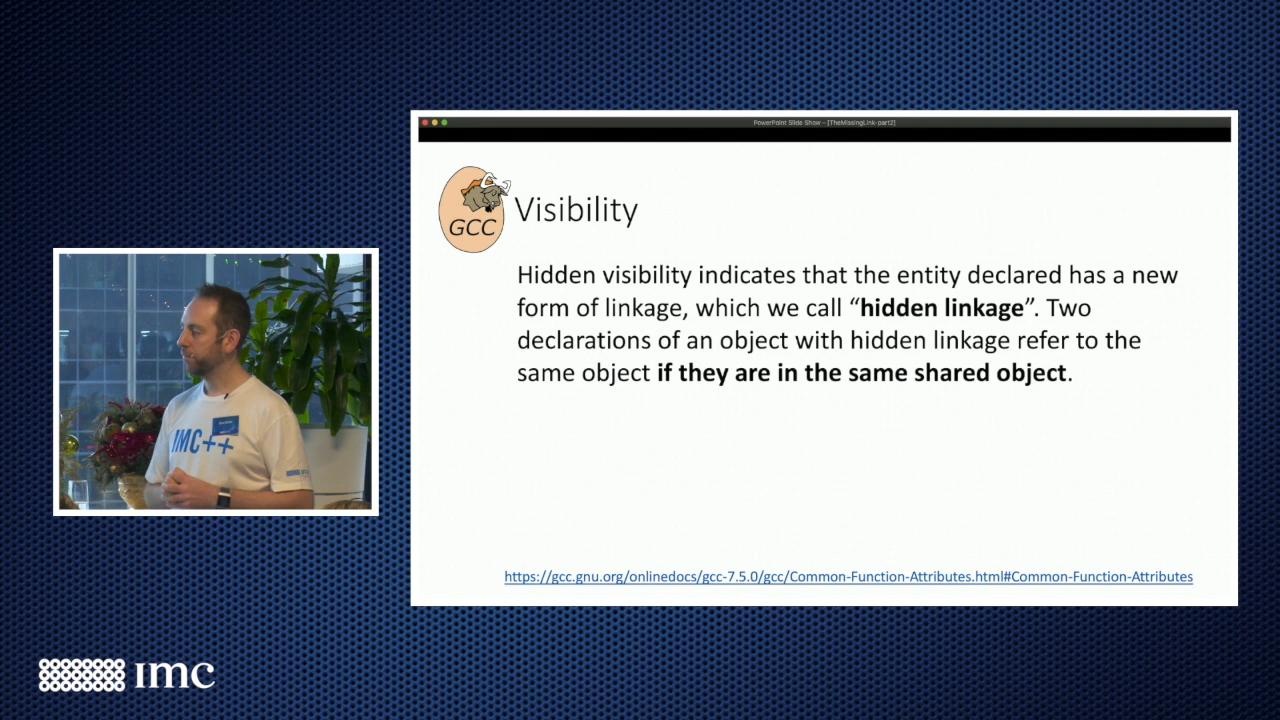 PowerPoint Slide Show - [TheMissingLink-part2]
GCC
Visibility
Hidden visibility indicates that the entity declared has a new
form of linkage, which we call “hidden linkage”. Two
declarations of an object with hidden linkage refer to the
same object if they are in the same shared object.
https://gcc.gnu.org/onlinedocs/gcc-7.5.0/gcc/Common-Function-Attributes.html#Common-Function-Attributes
IMC++
IMC